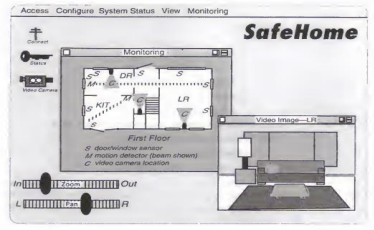 Access Configure System Status View Monitoring
SafeHome
Connect
Status
Video Camera
Monitoring
S S DR S S
M C M S
KIT M LR
C S
S C S
First Floor
S door/window sensor
M motion detector (beam shown)
C video camera location
Video Image—LR
In Zoom Out
L Pan R